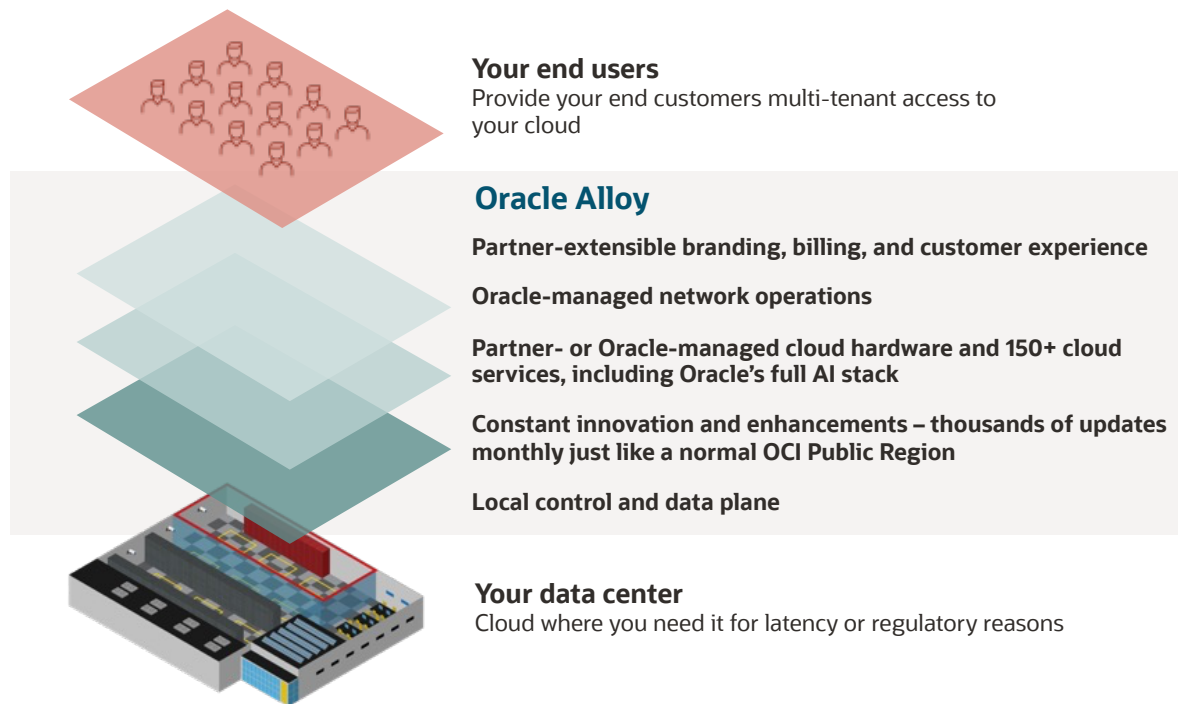 Your end users
Provide your end customers multi-tenant access to
your cloud
Oracle Alloy
Partner-extensible branding, billing, and customer experience
Oracle-managed network operations
Partner- or Oracle-managed cloud hardware and 150+ cloud
services, including Oracle’s full AI stack
Constant innovation and enhancements – thousands of updates
monthly just like a normal OCI Public Region
Local control and data plane
Your data center
Cloud where you need it for latency or regulatory reasons